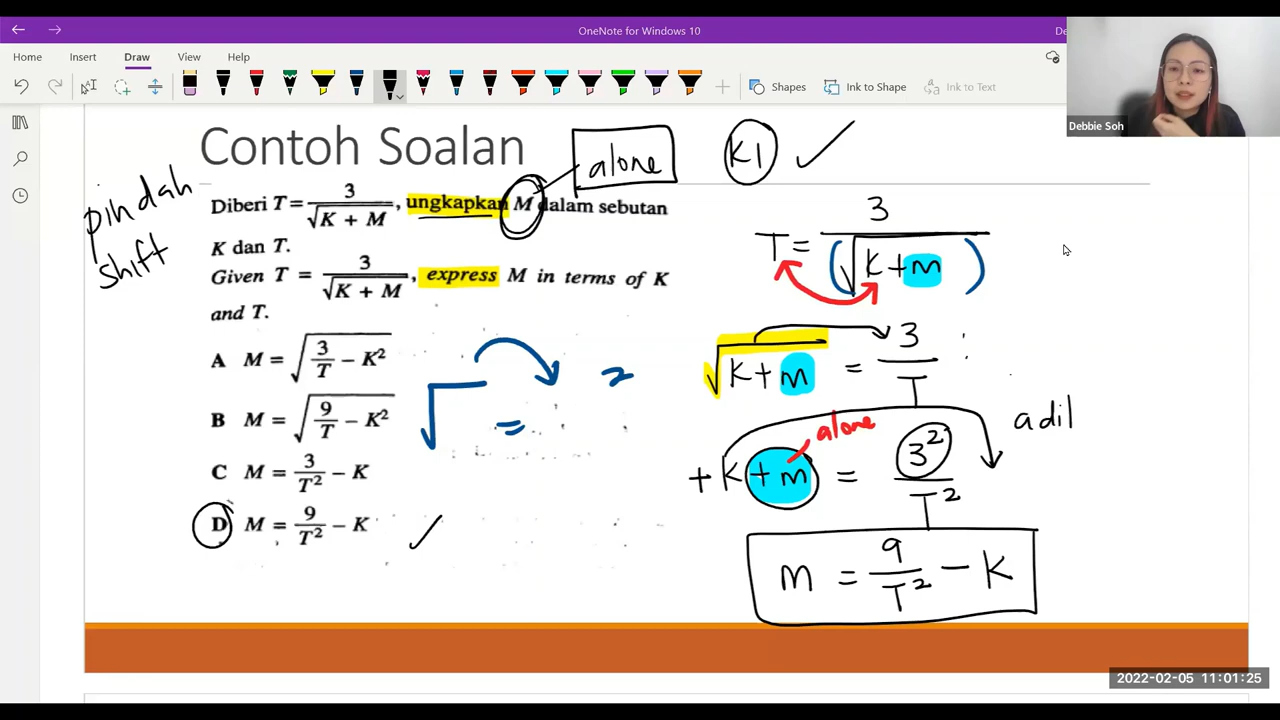 OneNote for Windows 10
De
Home Insert Draw View Help
Shapes Ink to Shape Ink to Text
Debbie Soh
Contoh Soalan
alone
K1 ✓
pindah
shift
Diberi T = 3/√(K + M), ungkapkan M dalam sebutan
K dan T.
Given T = 3/√(K + M), express M in terms of K
and T.
A M = √(3/T − K²)
B M = √(9/T − K²)
C M = 3/T² − K
D M = 9/T² − K ✓
√ = 2
T = 3/(√K+m)
√K+m = 3/T
alone
adil
+K+m = 3²/T²
m = 9/T² − K
2022-02-05 11:01:25